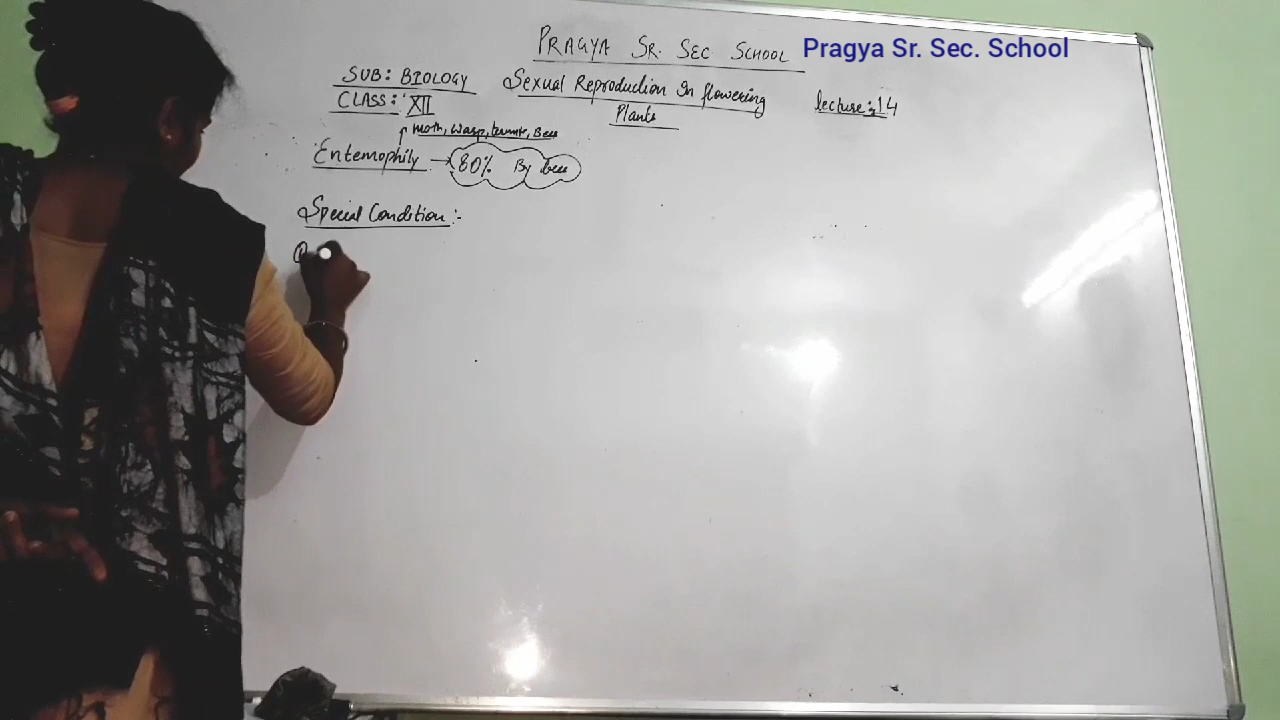 PRAGYA SR. SEC SCHOOL
Pragya Sr. Sec. School
SUB: BIOLOGY
Sexual Reproduction In flowering
Plants
lecture:14
CLASS: XII
moth, wasp, Bees
Entemophily → 80% By bees
Special Condition :-